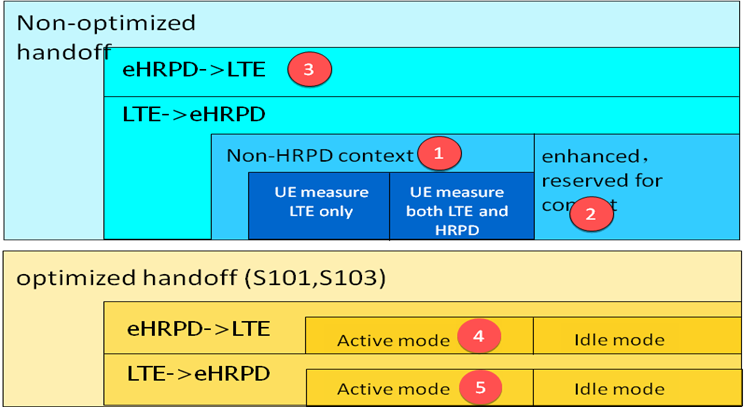 Non-optimized
handoff
eHRPD->LTE 3
LTE->eHRPD
Non-HRPD context 1
UE measure
LTE only
UE measure
both LTE and
HRPD
enhanced,
reserved for
2
optimized handoff (S101,S103)
eHRPD->LTE
Active mode 4
Idle mode
LTE->eHRPD
Active mode 5
Idle mode